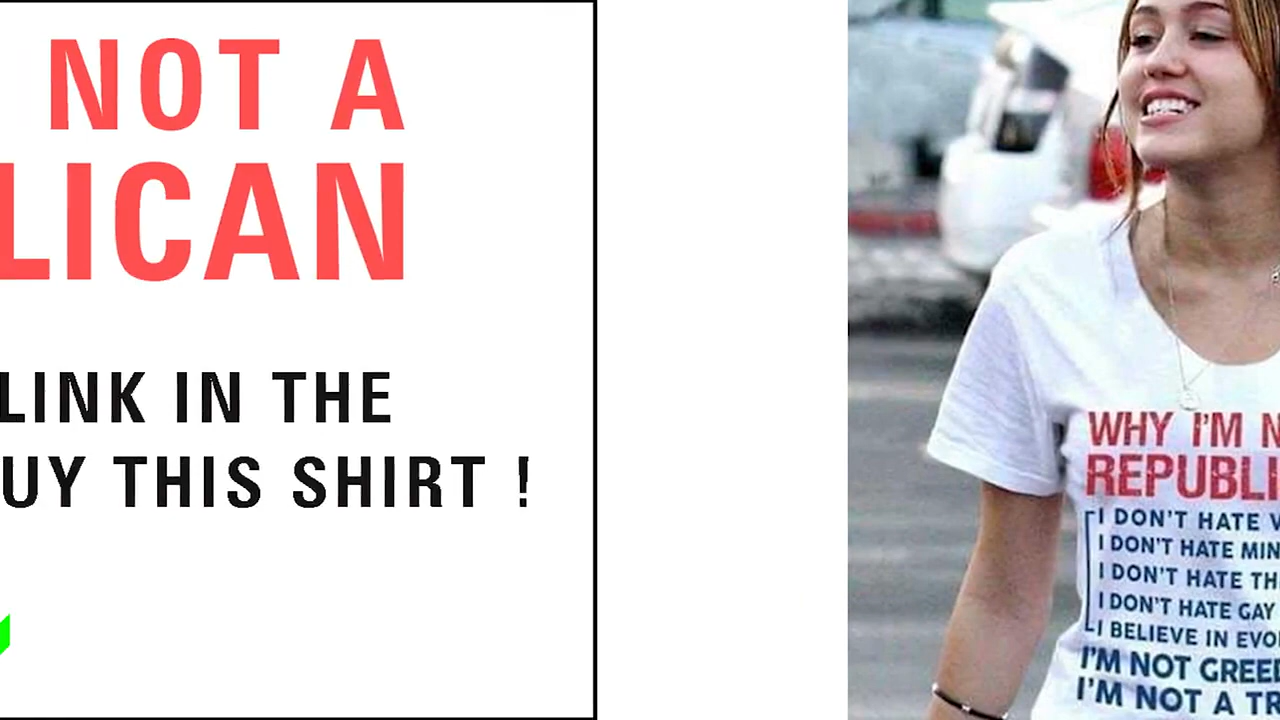 NOT A
LICAN
LINK IN THE
UY THIS SHIRT !
WHY I'M N
REPUBLI
I DON'T HATE
I DON'T HATE MIN
I DON'T HATE TH
I DON'T HATE GAY
I BELIEVE IN EVO
I'M NOT GREE
I'M NOT A TR